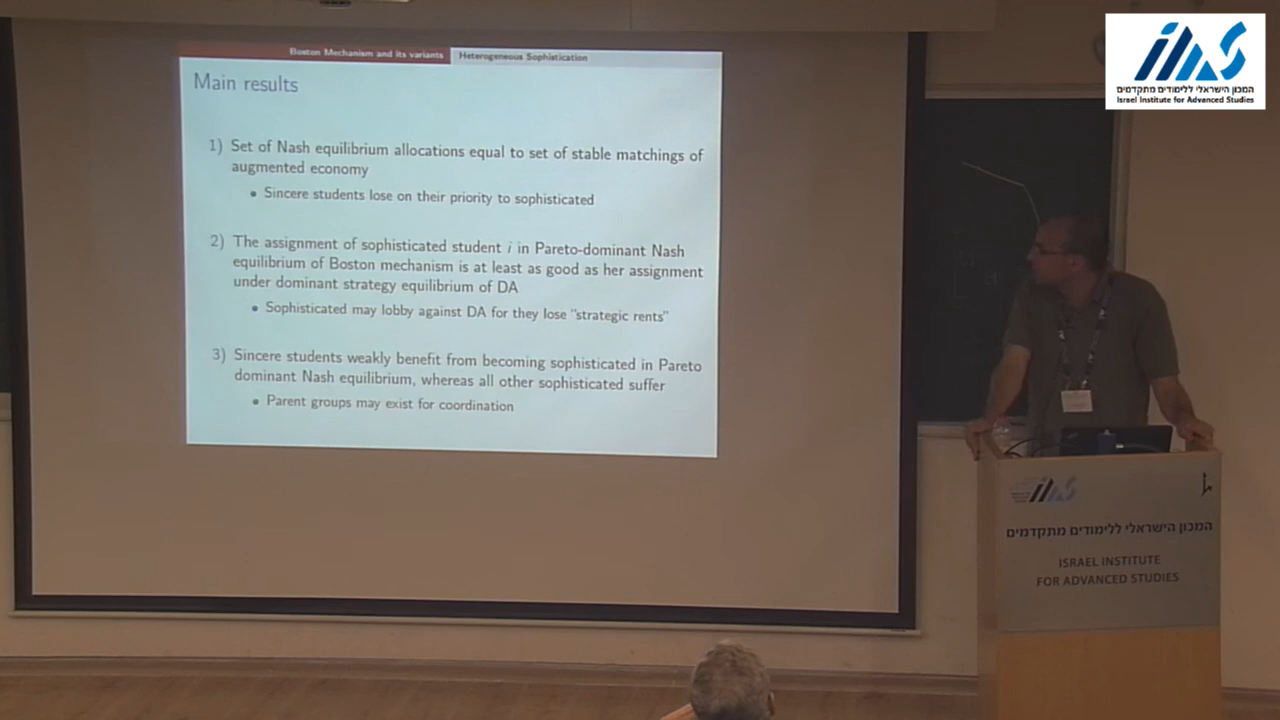 Boston Mechanism and its variants
Heterogeneous Sophistication
Main results
1) Set of Nash equilibrium allocations equal to set of stable matchings of
augmented economy
• Sincere students lose on their priority to sophisticated
2) The assignment of sophisticated student i in Pareto-dominant Nash
equilibrium of Boston mechanism is at least as good as her assignment
under dominant strategy equilibrium of DA
• Sophisticated may lobby against DA for they lose "strategic rents"
3) Sincere students weakly benefit from becoming sophisticated in Pareto
dominant Nash equilibrium, whereas all other sophisticated suffer
• Parent groups may exist for coordination
המכון הישראלי ללימודים מתקדמים
Israel Institute for Advanced Studies
המכון הישראלי ללימודים מתקדמים
ISRAEL INSTITUTE
FOR ADVANCED STUDIES